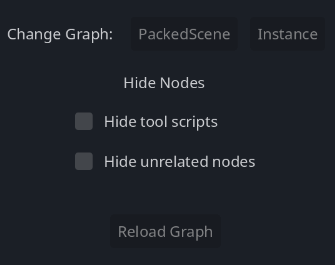 Change Graph: PackedScene Instance
Hide Nodes
Hide tool scripts
Hide unrelated nodes
Reload Graph